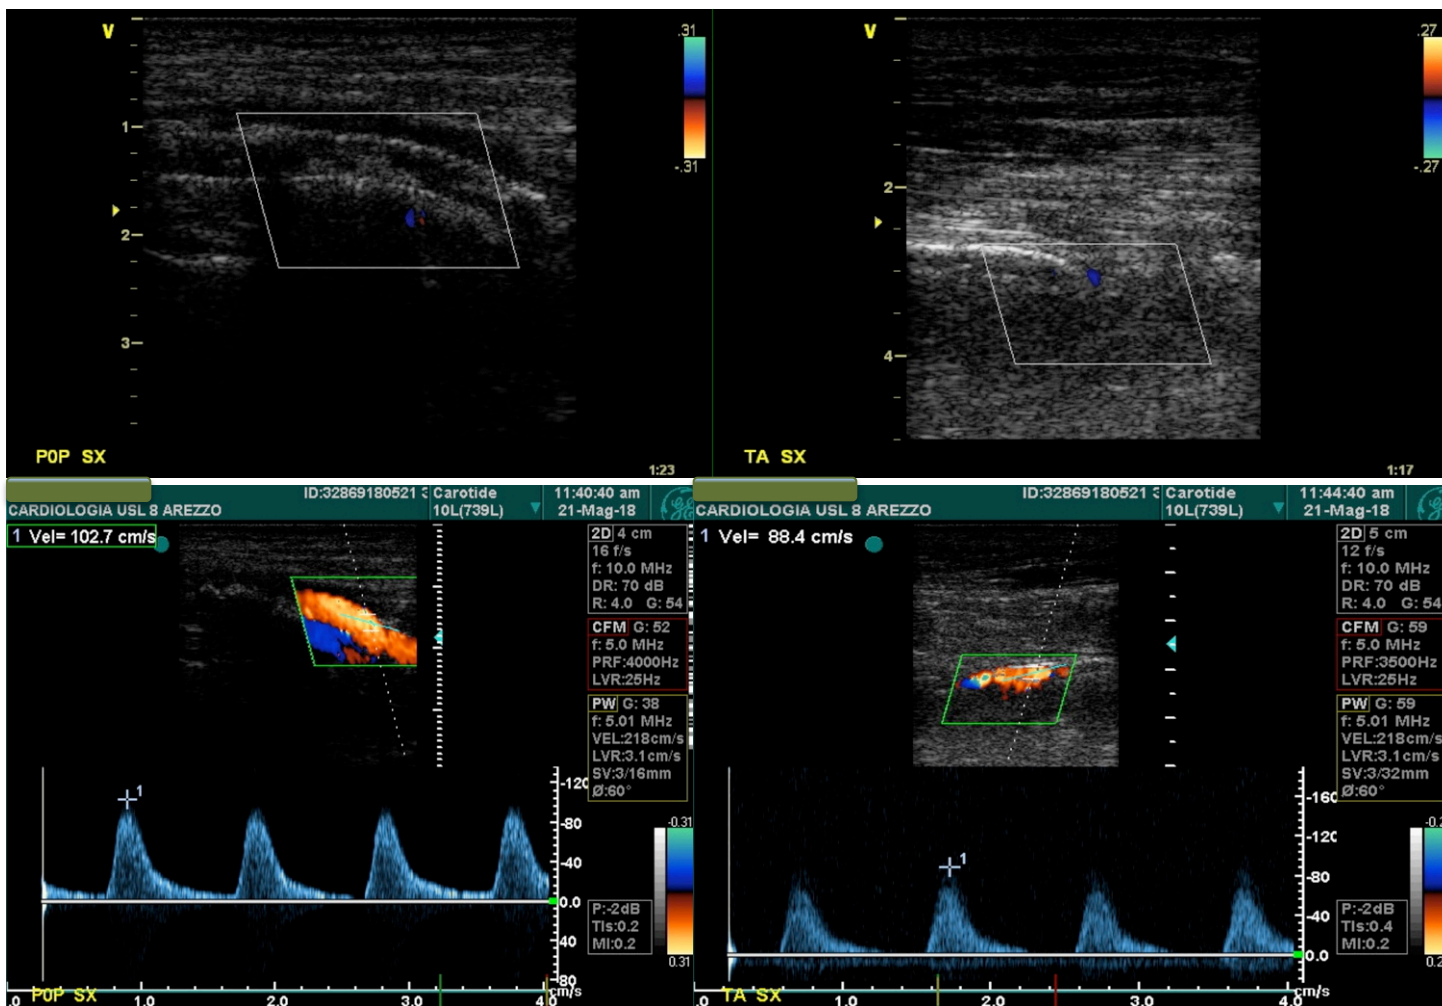 V
.31
1
2
3
-.31
POP SX
1:23
V
.27
2
4
-.27
TA SX
1:17
ID:32869180521
CARDIOLOGIA USL 8 AREZZO
Carotide
10L(739L)
11:40:40 am
21-Mag-18
1 Vel= 102.7 cm/s
2D 4 cm
16 f/s
f: 10.0 MHz
DR: 70 dB
R: 4.0 G: 54
CFM G: 52
f: 5.0 MHz
PRF:4000Hz
LVR:25Hz
PW G: 38
f: 5.01 MHz
VEL:218cm/s
LVR:3.1cm/s
SV:3/16mm
Ø:60°
1
-120
-80
-40
0.0
40
80
cm/s
-0.31
0.31
P:-2dB
TIs:0.2
MI:0.2
.0
1.0
2.0
3.0
4.0
POP SX
ID:32869180521
CARDIOLOGIA USL 8 AREZZO
Carotide
10L(739L)
11:44:40 am
21-Mag-18
1 Vel= 88.4 cm/s
2D 5 cm
12 f/s
f: 10.0 MHz
DR: 70 dB
R: 4.0 G: 54
CFM G: 59
f: 5.0 MHz
PRF:3500Hz
LVR:25Hz
PW G: 59
f: 5.01 MHz
VEL:218cm/s
LVR:3.1cm/s
SV:3/32mm
Ø:60°
1
-160
-120
-80
-40
0.0
cm/s
P:-2dB
TIs:0.4
MI:0.2
.0
1.0
2.0
3.0
4.0
TA SX